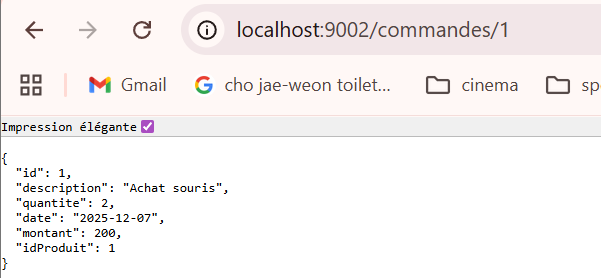 localhost:9002/commandes/1
Gmail cho jae-weon toilet... cinema sp
Impression élégante
{
"id": 1,
"description": "Achat souris",
"quantite": 2,
"date": "2025-12-07",
"montant": 200,
"idProduit": 1
}